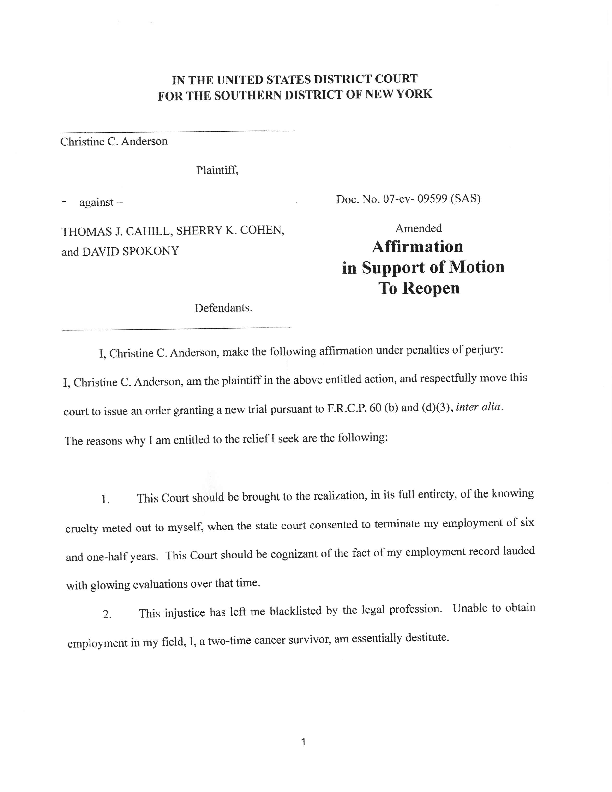 IN THE UNITED STATES DISTRICT COURT
FOR THE SOUTHERN DISTRICT OF NEW YORK
Christine C. Anderson
Plaintiff,
- against –
Doc. No. 07-cv- 09599 (SAS)
THOMAS J. CAHILL, SHERRY K. COHEN,
and DAVID SPOKONY
Amended
Affirmation
in Support of Motion
To Reopen
Defendants.
I, Christine C. Anderson, make the following affirmation under penalties of perjury:
I, Christine C. Anderson, am the plaintiff in the above entitled action, and respectfully move this
court to issue an order granting a new trial pursuant to F.R.C.P. 60 (b) and (d)(3), inter alia.
The reasons why I am entitled to the relief I seek are the following:
1. This Court should be brought to the realization, in its full entirety, of the knowing
cruelty meted out to myself, when the state court consented to terminate my employment of six
and one-half years. This Court should be cognizant of the fact of my employment record lauded
with glowing evaluations over that time.
2. This injustice has left me blacklisted by the legal profession. Unable to obtain
employment in my field, I, a two-time cancer survivor, am essentially destitute.
1